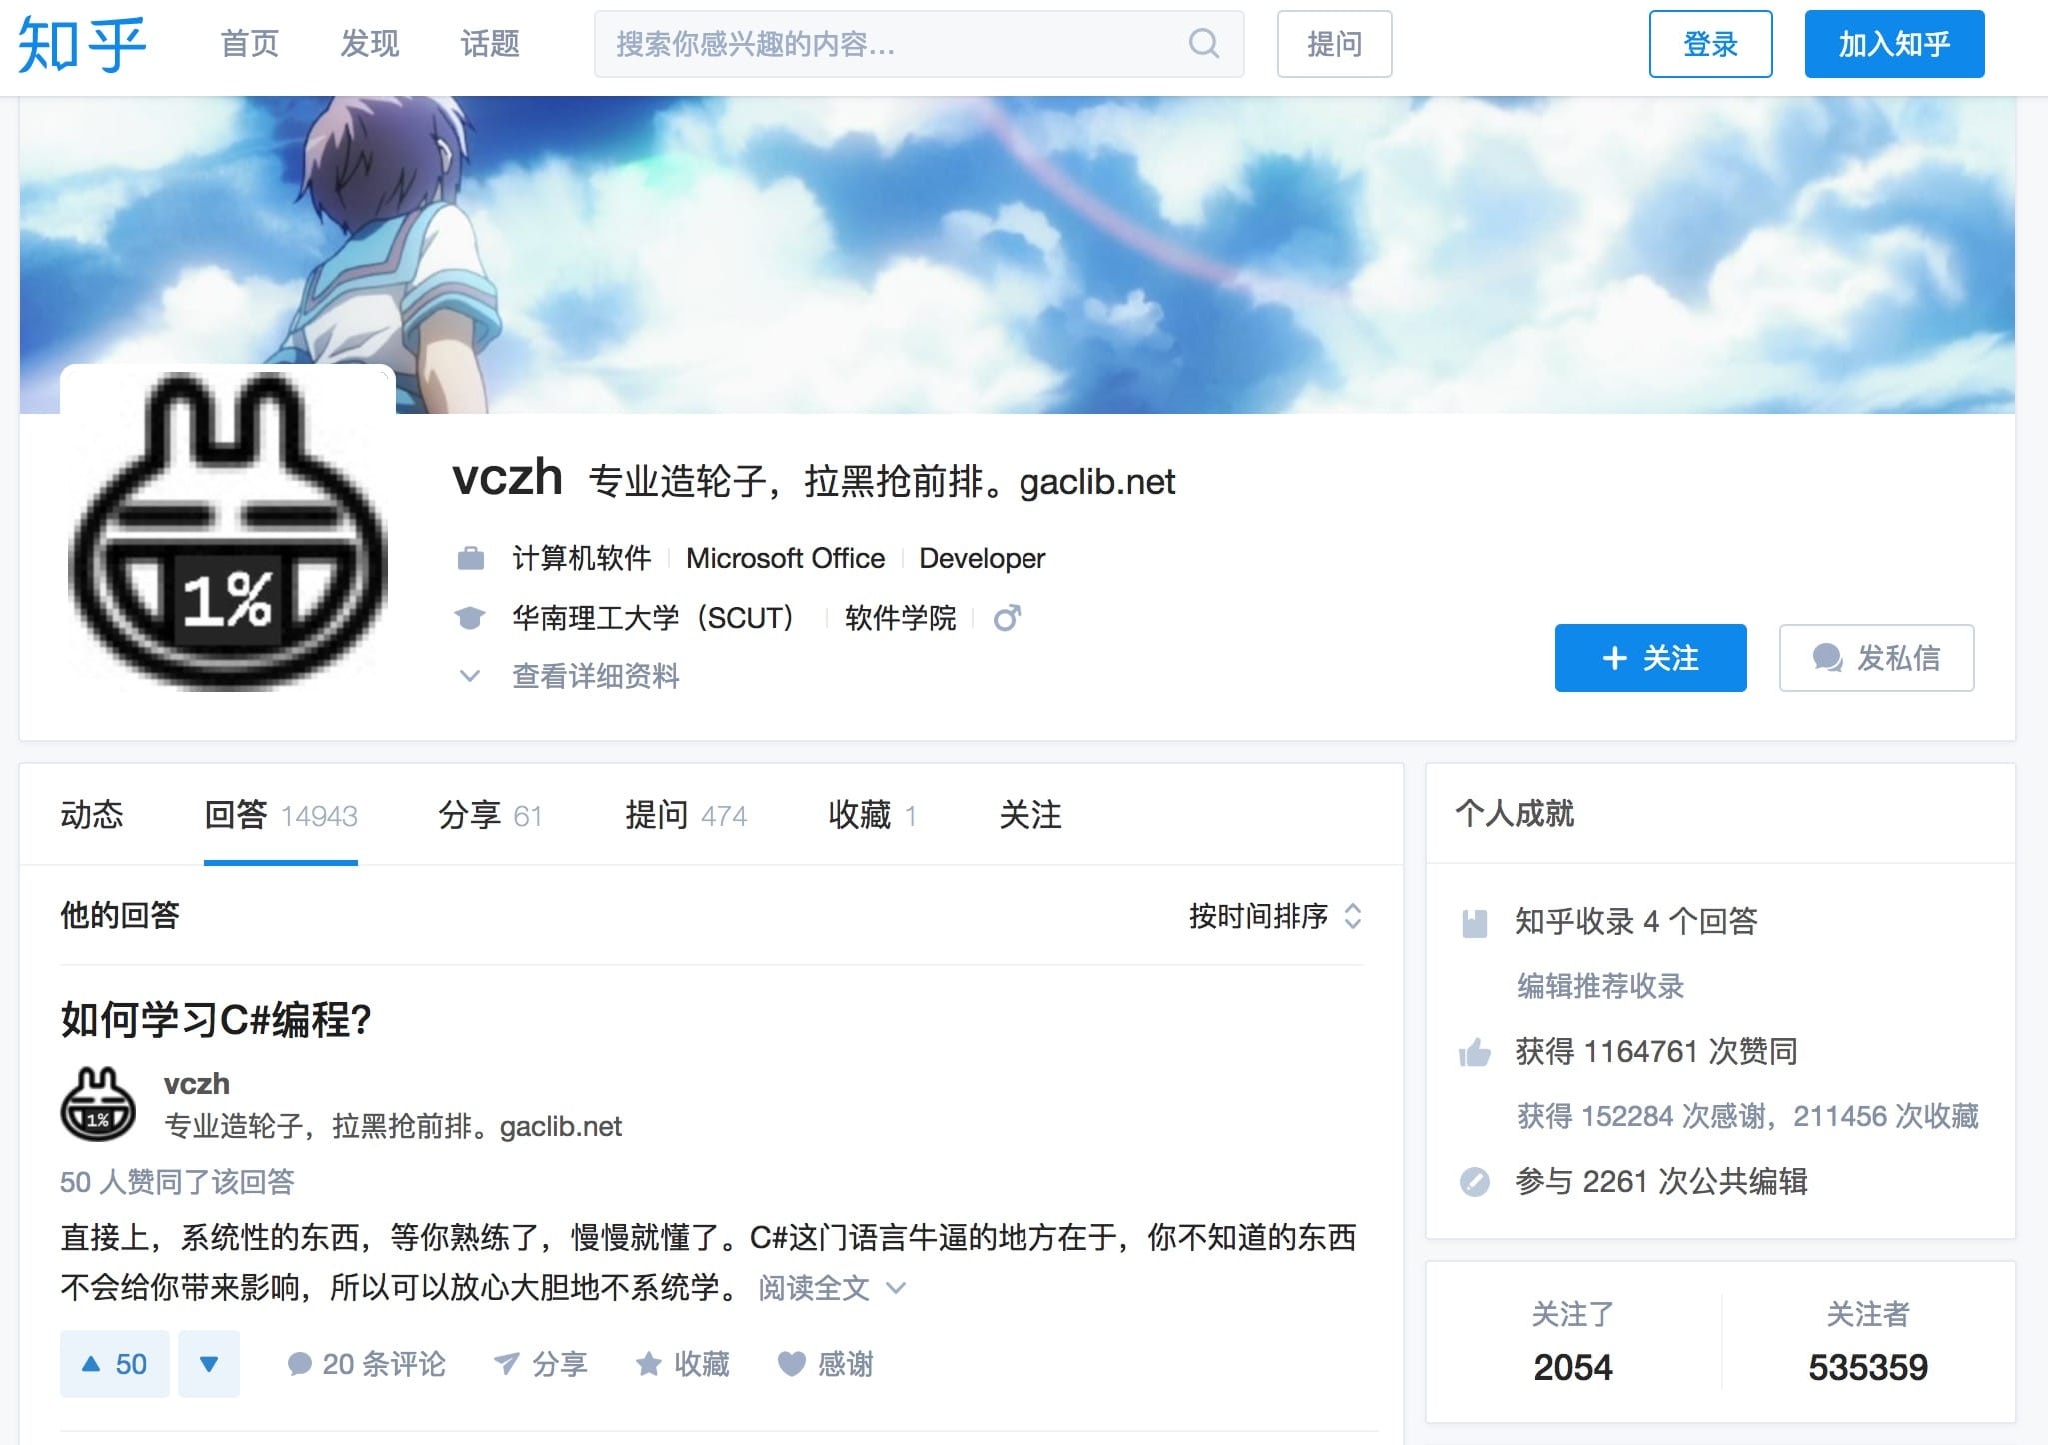 知乎 首页 发现 话题 搜索你感兴趣的内容... 提问 登录 加入知乎
1%
vczh 专业造轮子，拉黑抢前排。gaclib.net
计算机软件 Microsoft Office Developer
华南理工大学（SCUT） 软件学院
查看详细资料
关注 发私信
动态 回答 14943 分享 61 提问 474 收藏 1 关注
他的回答 按时间排序
如何学习C#编程?
1%
vczh
专业造轮子，拉黑抢前排。gaclib.net
50 人赞同了该回答
直接上，系统性的东西，等你熟练了，慢慢就懂了。C#这门语言牛逼的地方在于，你不知道的东西
不会给你带来影响，所以可以放心大胆地不系统学。 阅读全文
50 20 条评论 分享 收藏 感谢
个人成就
知乎收录 4 个回答
编辑推荐收录
获得 1164761 次赞同
获得 152284 次感谢，211456 次收藏
参与 2261 次公共编辑
关注了 关注者
2054 535359